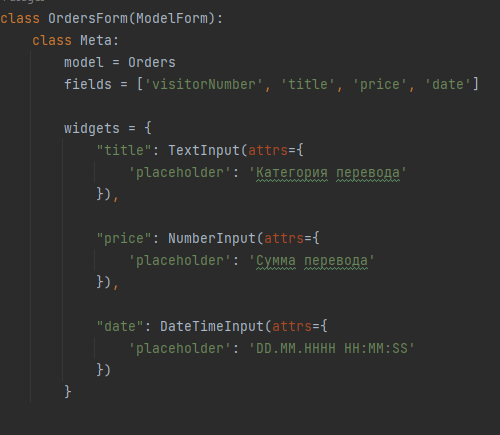 class OrdersForm(ModelForm):
class Meta:
model = Orders
fields = ['visitorNumber', 'title', 'price', 'date']
widgets = {
"title": TextInput(attrs={
'placeholder': 'Категория перевода'
}),
"price": NumberInput(attrs={
'placeholder': 'Сумма перевода'
}),
"date": DateTimeInput(attrs={
'placeholder': 'DD.MM.HHHH HH:MM:SS'
})
}